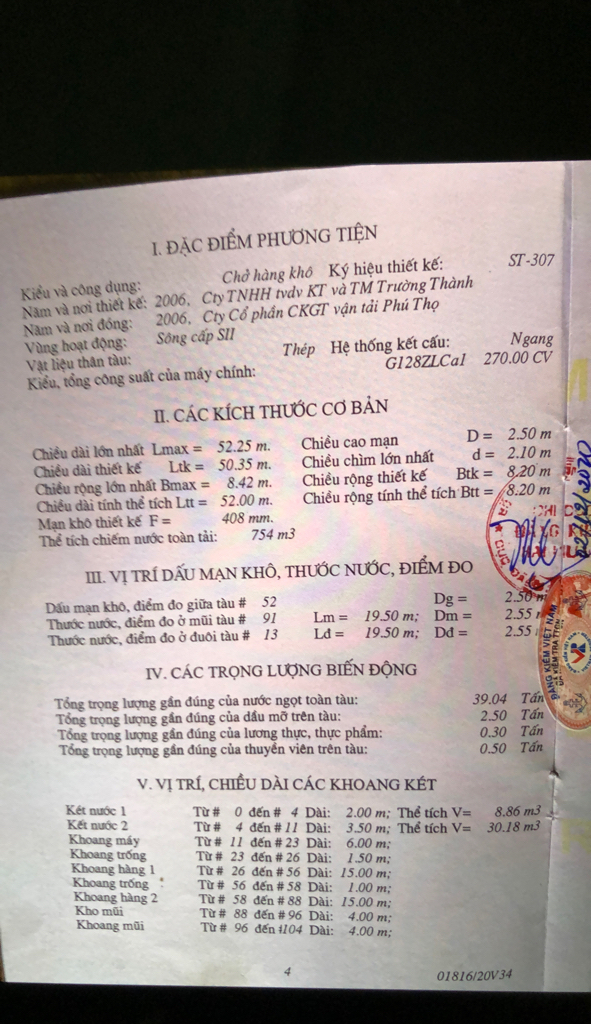 I. ĐẶC ĐIỂM PHƯƠNG TIỆN
Kiểu và công dụng: Chở hàng khô Ký hiệu thiết kế: ST-307
Năm và nơi thiết kế: 2006, Cty TNHH tvdv KT và TM Trường Thành
Năm và nơi đóng: 2006, Cty Cổ phần CKGT vận tải Phú Thọ
Vùng hoạt động: Sông cấp SII
Vật liệu thân tàu: Thép Hệ thống kết cấu: Ngang
Kiểu, tổng công suất của máy chính: G128ZLCa1 270.00 CV
II. CÁC KÍCH THƯỚC CƠ BẢN
Chiều dài lớn nhất Lmax = 52.25 m. Chiều cao mạn D = 2.50 m
Chiều dài thiết kế Ltk = 50.35 m. Chiều chìm lớn nhất d = 2.10 m
Chiều rộng lớn nhất Bmax = 8.42 m. Chiều rộng thiết kế Btk = 8.20 m
Chiều dài tính thể tích Ltt = 52.00 m. Chiều rộng tính thể tích Btt = 8.20 m
Mạn khô thiết kế F = 408 mm.
Thể tích chiếm nước toàn tải: 754 m3
III. VỊ TRÍ DẤU MẠN KHÔ, THƯỚC NƯỚC, ĐIỂM ĐO
Dấu mạn khô, điểm đo giữa tàu # 52 Dg = 2.50 m
Thước nước, điểm đo ở mũi tàu # 91 Lm = 19.50 m; Dm = 2.55
Thước nước, điểm đo ở đuôi tàu # 13 Lđ = 19.50 m; Dđ = 2.55
IV. CÁC TRỌNG LƯỢNG BIẾN ĐỘNG
Tổng trọng lượng gần đúng của nước ngọt toàn tàu: 39.04 Tấn
Tổng trọng lượng gần đúng của dầu mỡ trên tàu: 2.50 Tấn
Tổng trọng lượng gần đúng của lương thực, thực phẩm: 0.30 Tấn
Tổng trọng lượng gần đúng của thuyền viên trên tàu: 0.50 Tấn
V. VỊ TRÍ, CHIỀU DÀI CÁC KHOANG KÉT
Két nước 1 Từ # 0 đến # 4 Dài: 2.00 m; Thể tích V= 8.86 m3
Két nước 2 Từ # 4 đến # 11 Dài: 3.50 m; Thể tích V= 30.18 m3
Khoang máy Từ # 11 đến # 23 Dài: 6.00 m;
Khoang trống Từ # 23 đến # 26 Dài: 1.50 m;
Khoang hàng 1 Từ # 26 đến # 56 Dài: 15.00 m;
Khoang trống Từ # 56 đến # 58 Dài: 1.00 m;
Khoang hàng 2 Từ # 58 đến # 88 Dài: 15.00 m;
Kho mũi Từ # 88 đến # 96 Dài: 4.00 m;
Khoang mũi Từ # 96 đến #104 Dài: 4.00 m;
4
01816/20V34
ĐĂNG KIỂM VIỆT NAM
VR